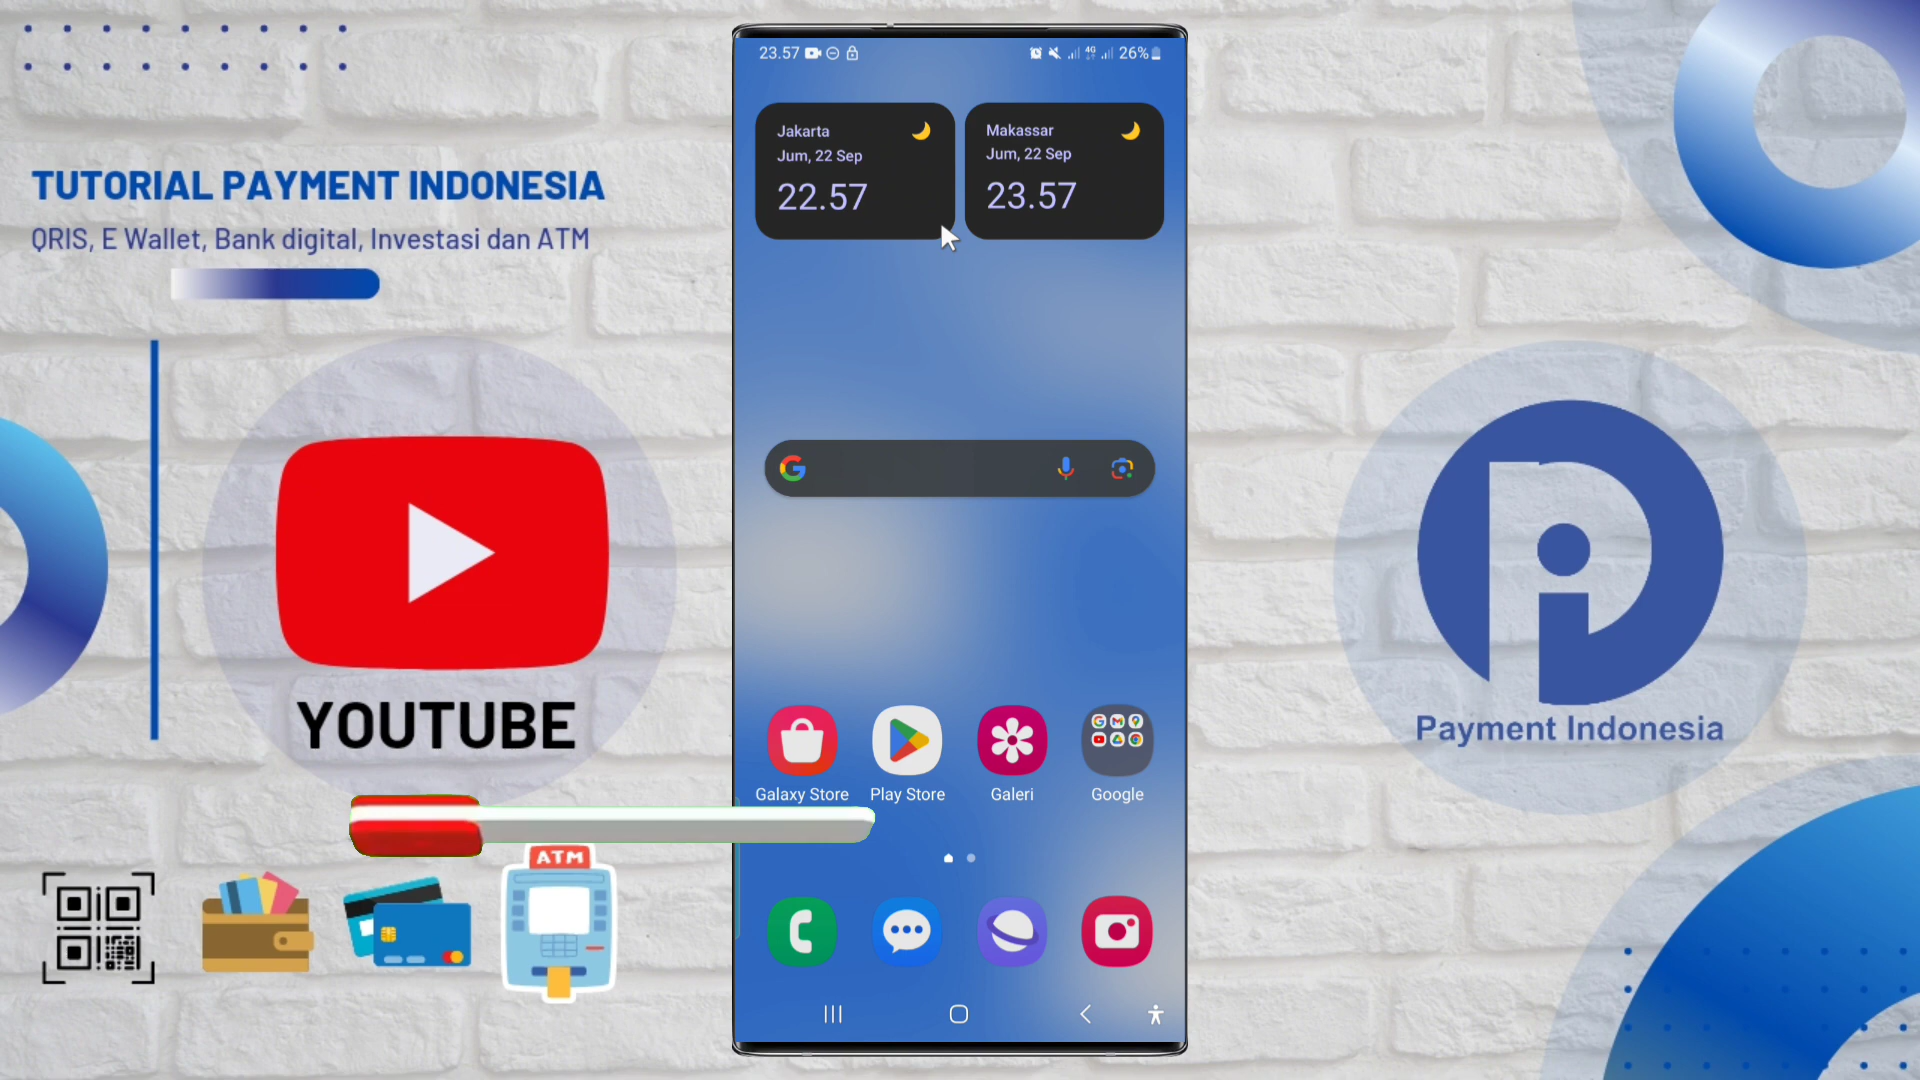 TUTORIAL PAYMENT INDONESIA
QRIS, E Wallet, Bank digital, Investasi dan ATM
YOUTUBE
ATM
23.57
4G
26%
Jakarta
Jum, 22 Sep
22.57
Makassar
Jum, 22 Sep
23.57
Galaxy Store
Play Store
Galeri
Google
Payment Indonesia